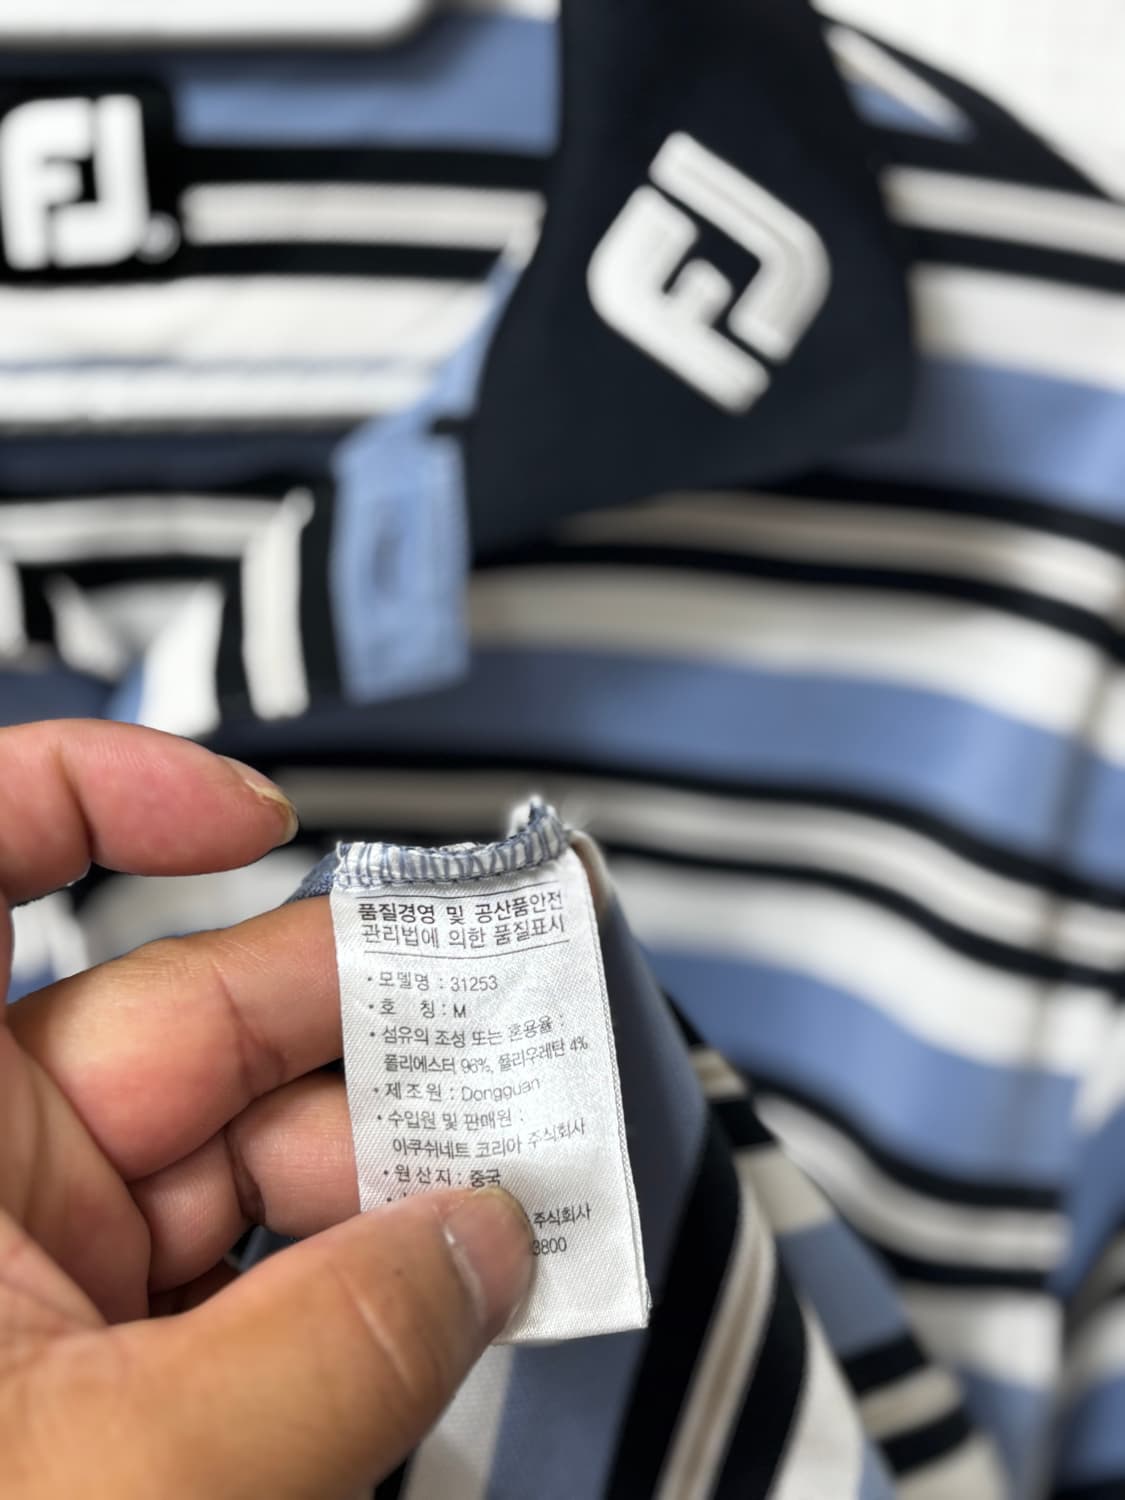 FJ
FJ
품질경영 및 공산품안전
관리법에 의한 품질표시
·모델명 : 31253
·호 칭 : M
·섬유의 조성 또는 혼용율 :
폴리에스터 96%, 폴리우레탄 4%
·제조원 : Dongguan
·수입원 및 판매원 :
아쿠쉬네트 코리아 주식회사
·원산지 : 중국
주식회사
3800